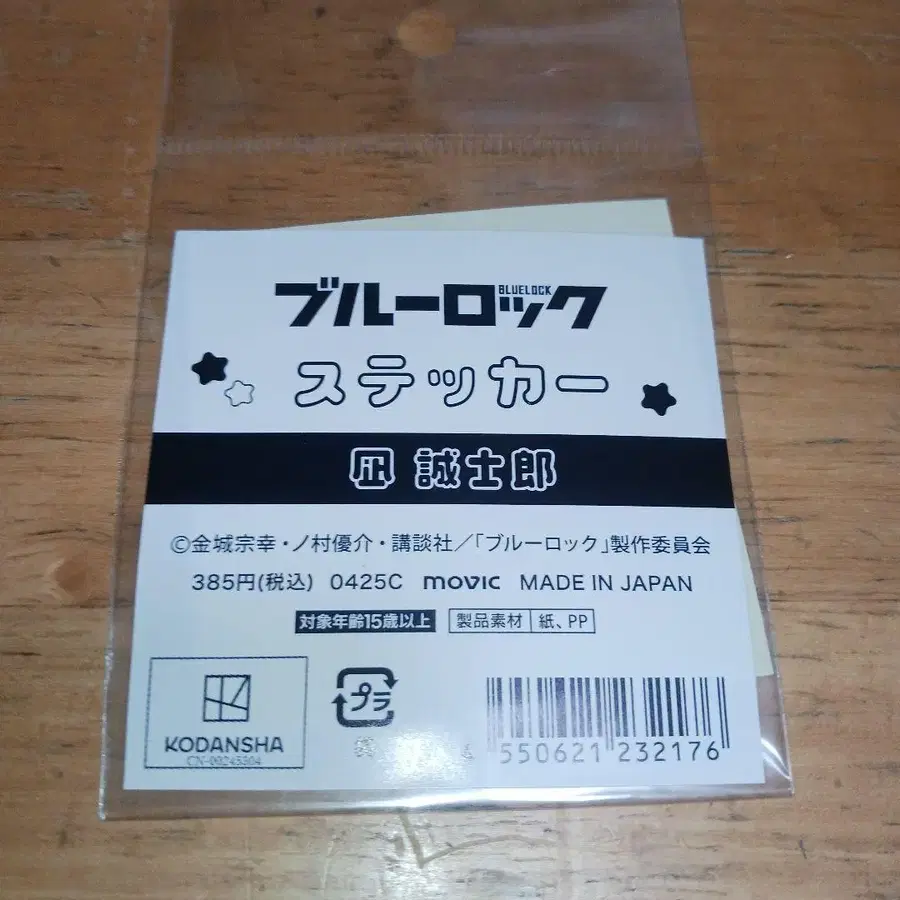 ブルーロック
BLUELOCK
ステッカー
凪 誠士郎
©金城宗幸・ノ村優介・講談社／「ブルーロック」製作委員会
385円(税込) 0425C movic MADE IN JAPAN
対象年齢15歳以上 製品素材 紙、PP
プラ
KODANSHA
CN-00245304
550621 232176